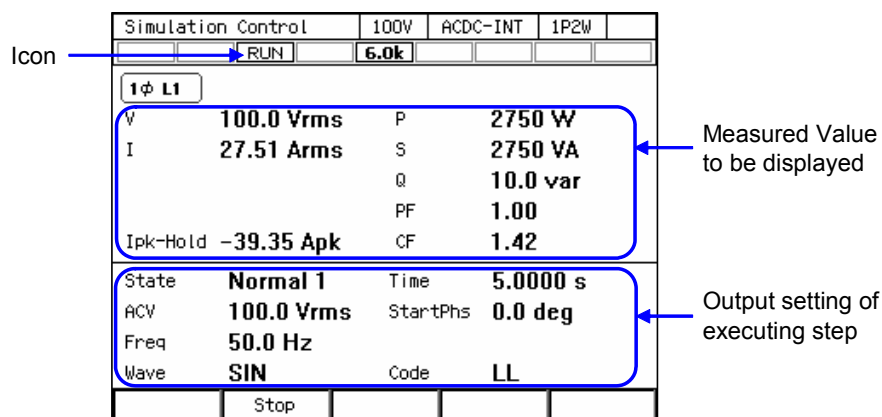 Simulation Control 100V ACDC-INT 1P2W
Icon RUN 6.0k
1ϕ L1
V 100.0 Vrms P 2750 W
I 27.51 Arms S 2750 VA
Q 10.0 var
PF 1.00
Ipk-Hold -39.35 Apk CF 1.42
Measured Value
to be displayed
State Normal 1 Time 5.0000 s
ACV 100.0 Vrms StartPhs 0.0 deg
Freq 50.0 Hz
Wave SIN Code LL
Output setting of
executing step
Stop